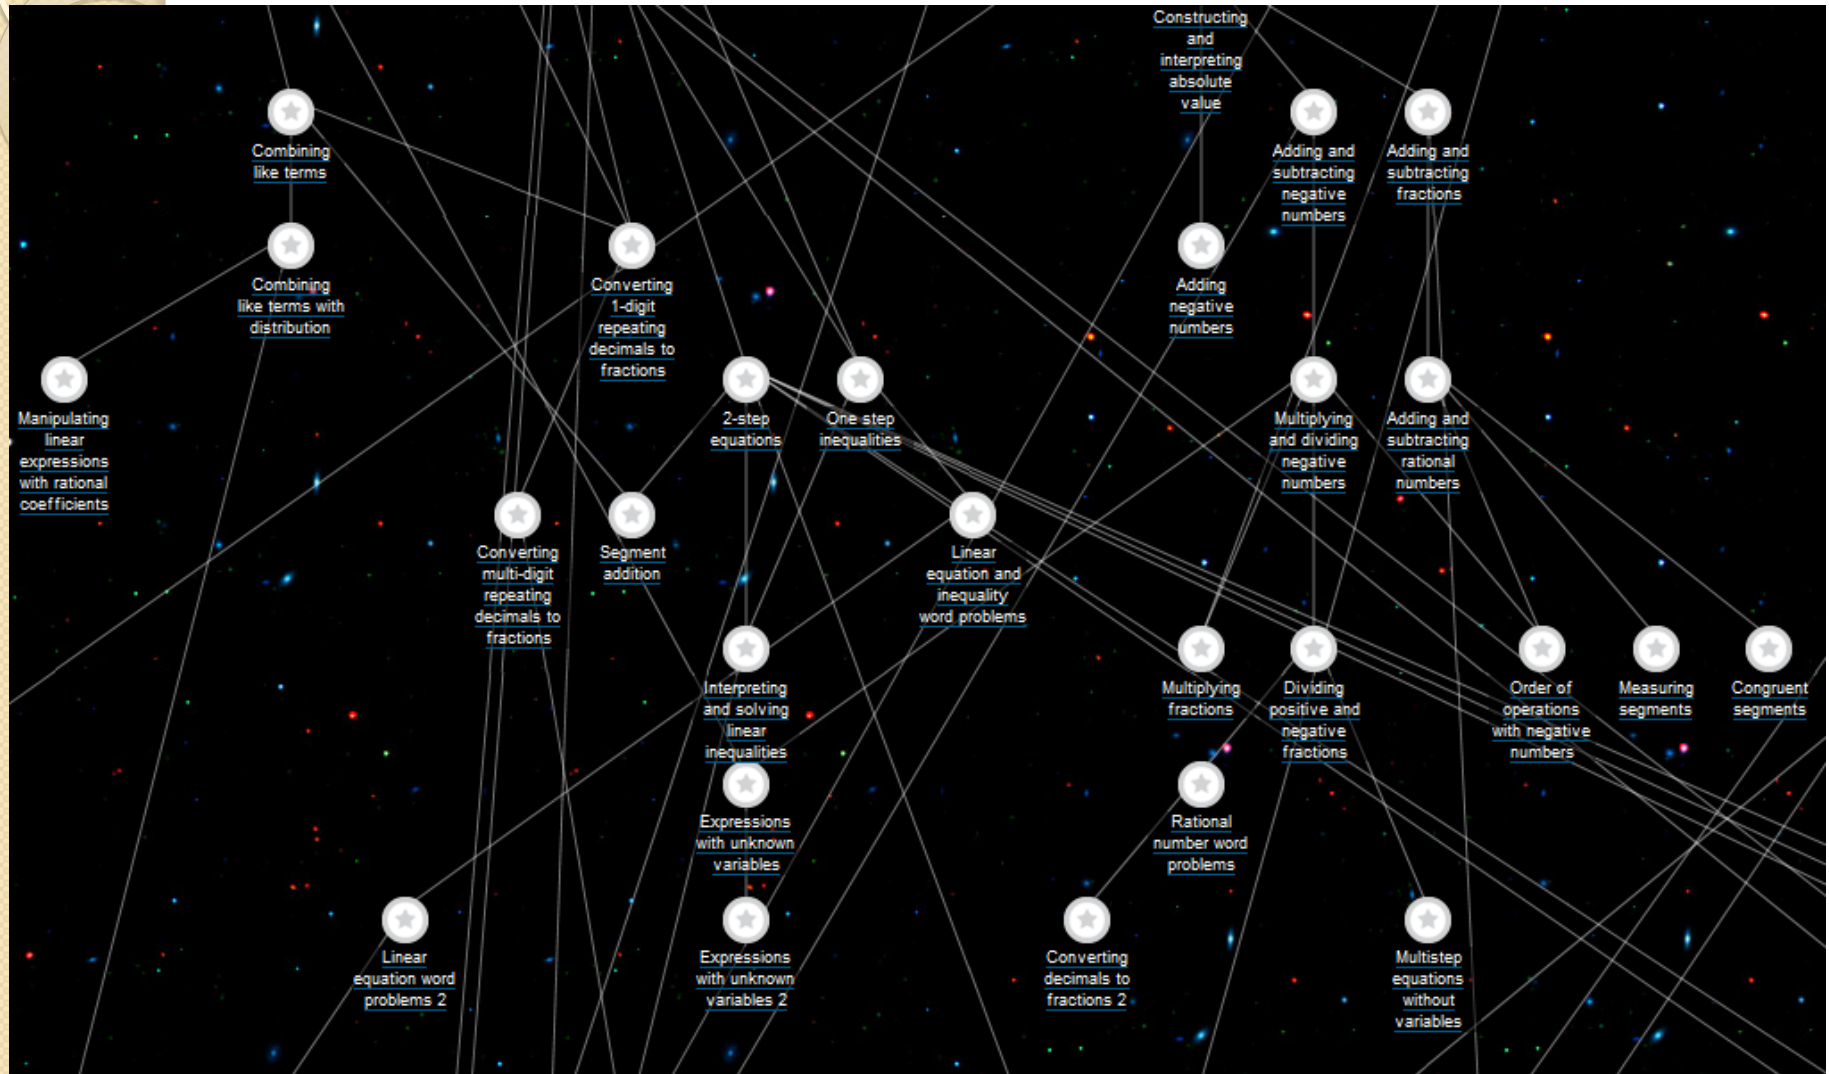 Constructing
and
interpreting
absolute
value
Combining
like terms
Adding and
subtracting
negative
numbers
Adding and
subtracting
fractions
Combining
like terms with
distribution
Converting
1-digit
repeating
decimals to
fractions
Adding
negative
numbers
Manipulating
linear
expressions
with rational
coefficients
2-step
equations
One step
inequalities
Multiplying
and dividing
negative
numbers
Adding and
subtracting
rational
numbers
Converting
multi-digit
repeating
decimals to
fractions
Segment
addition
Linear
equation and
inequality
word problems
Interpreting
and solving
linear
inequalities
Multiplying
fractions
Dividing
positive and
negative
fractions
Order of
operations
with negative
numbers
Measuring
segments
Congruent
segments
Expressions
with unknown
variables
Rational
number word
problems
Linear
equation word
problems 2
Expressions
with unknown
variables 2
Converting
decimals to
fractions 2
Multistep
equations
without
variables